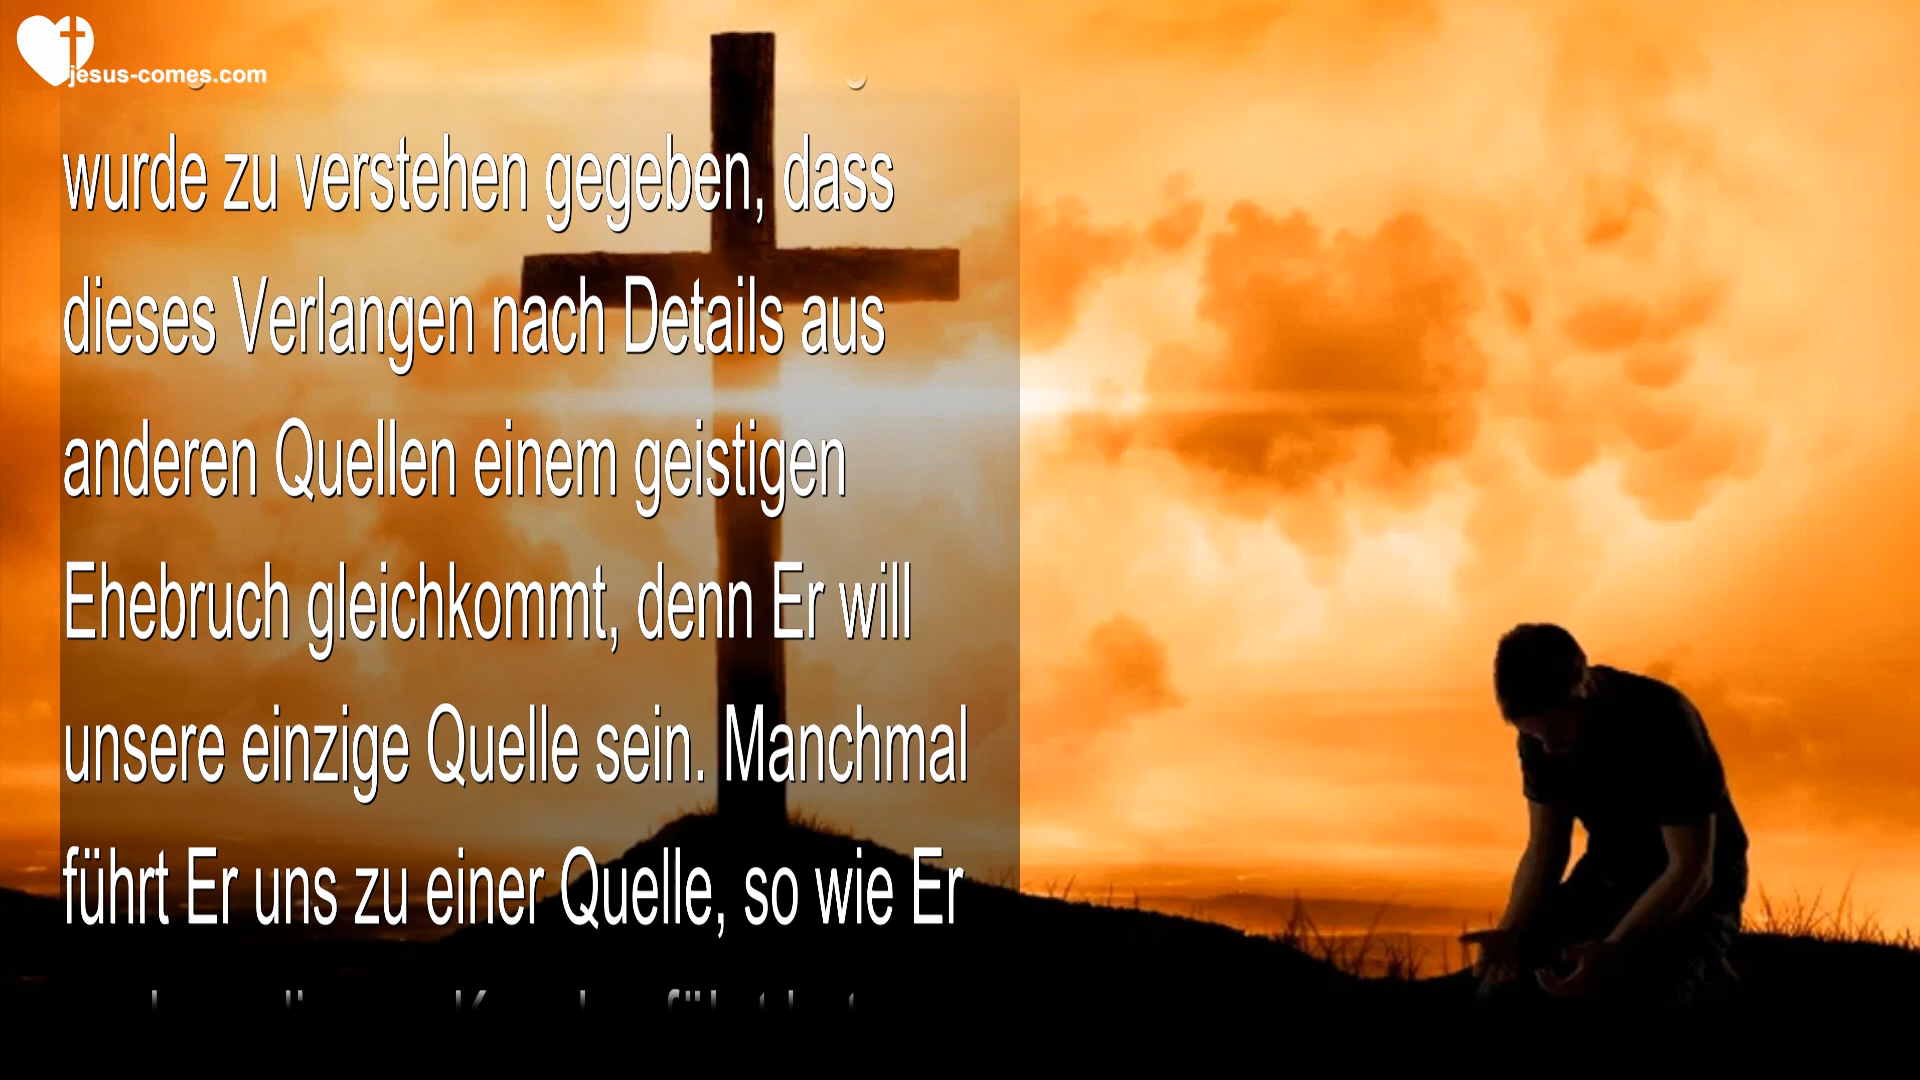 jesus-comes.com
wurde zu verstehen gegeben, dass
dieses Verlangen nach Details aus
anderen Quellen einem geistigen
Ehebruch gleichkommt, denn Er will
unsere einzige Quelle sein. Manchmal
führt Er uns zu einer Quelle, so wie Er